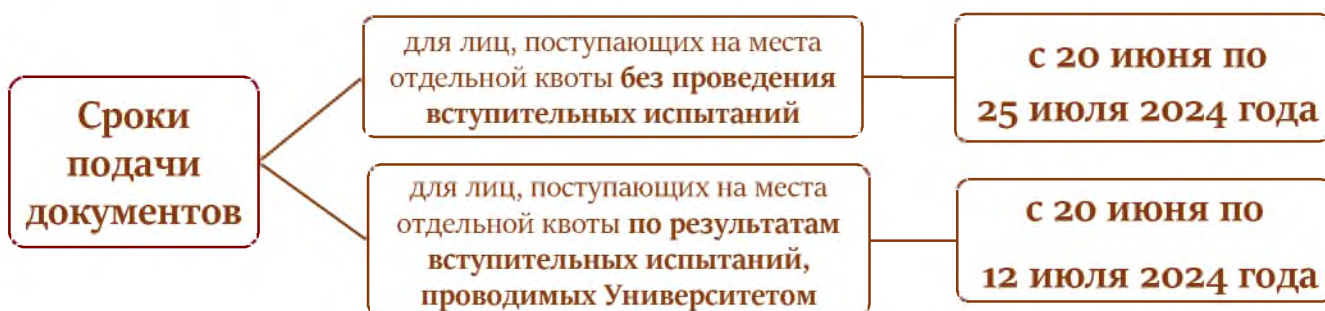 Сроки
подачи
документов
для лиц, поступающих на места
отдельной квоты без проведения
вступительных испытаний
с 20 июня по
25 июля 2024 года
для лиц, поступающих на места
отдельной квоты по результатам
вступительных испытаний,
проводимых Университетом
с 20 июня по
12 июля 2024 года